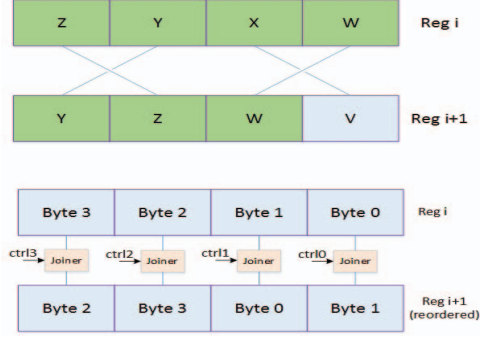 Z Y X W Reg i
Y Z W V Reg i+1
Byte 3 Byte 2 Byte 1 Byte 0 Reg i
ctrl3 Joiner ctrl2 Joiner ctrl1 Joiner ctrl0 Joiner
Byte 2 Byte 3 Byte 0 Byte 1 Reg i+1
(reordered)